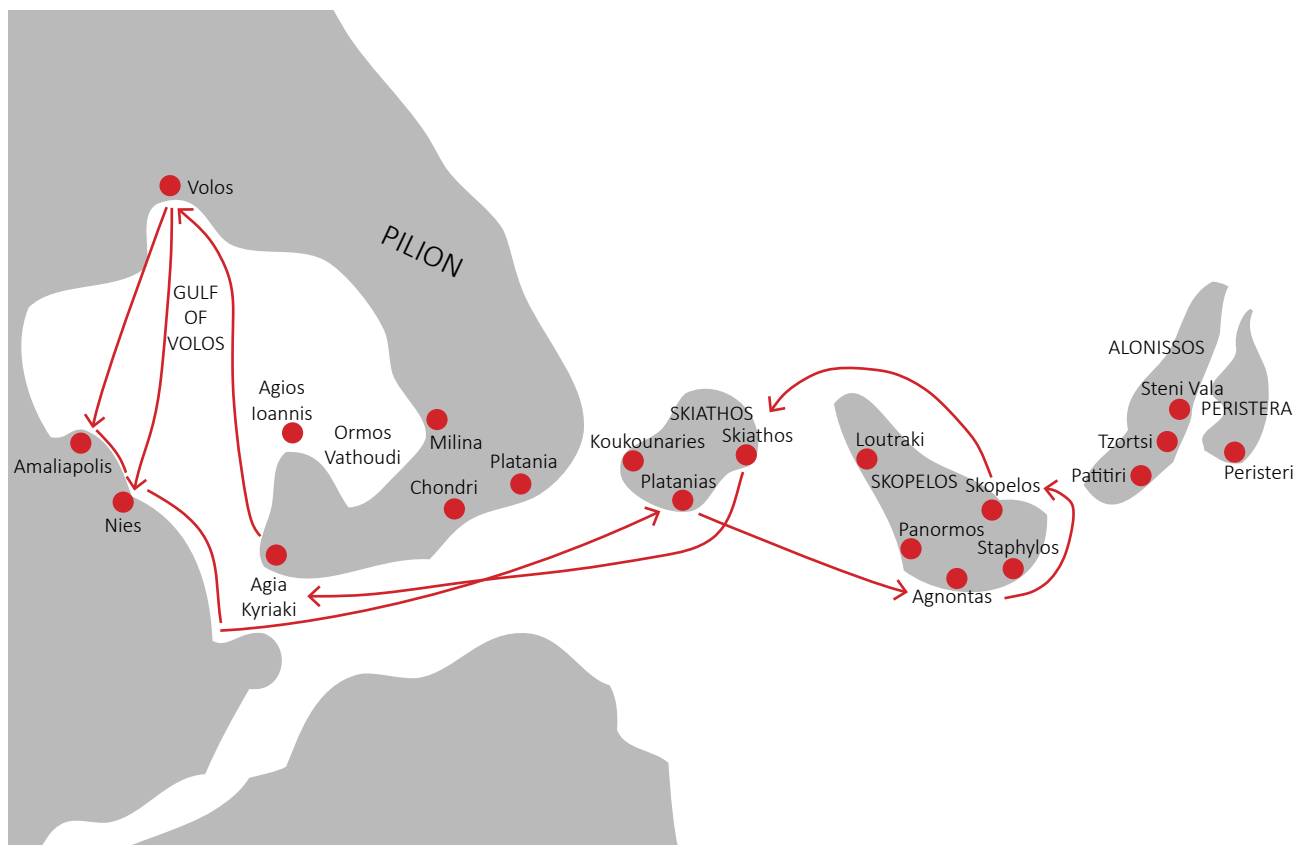 Volos
PILION
GULF
OF
VOLOS
Agios
Ioannis
Ormos
Vathoudi
Milina
Amaliapolis
Nies
Chondri
Platania
Agia
Kyriaki
SKIATHOS
Skiathos
Koukounaries
Platanias
Loutraki
SKOPELOS
Skopelos
Panormos
Staphylos
Agnontas
ALONISSOS
Steni Vala
PERISTERA
Tzortsi
Patitiri
Peristeri